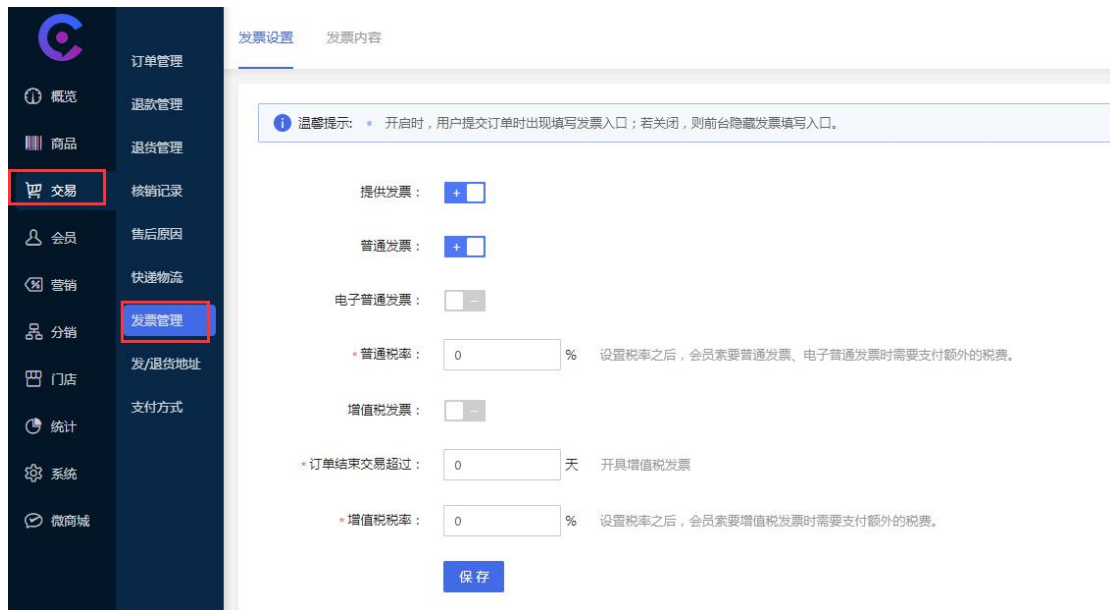 概览
商品
交易
会员
营销
分销
门店
统计
系统
微商城
订单管理
退款管理
退货管理
核销记录
售后原因
快递物流
发票管理
发/退货地址
支付方式
发票设置 发票内容
温馨提示: • 开启时，用户提交订单时出现填写发票入口；若关闭，则前台隐藏发票填写入口。
提供发票：
普通发票：
电子普通发票：
*普通税率： 0 % 设置税率之后，会员索要普通发票、电子普通发票时需要支付额外的税费。
增值税发票：
*订单结束交易超过： 0 天 开具增值税发票
*增值税税率： 0 % 设置税率之后，会员索要增值税发票时需要支付额外的税费。
保存